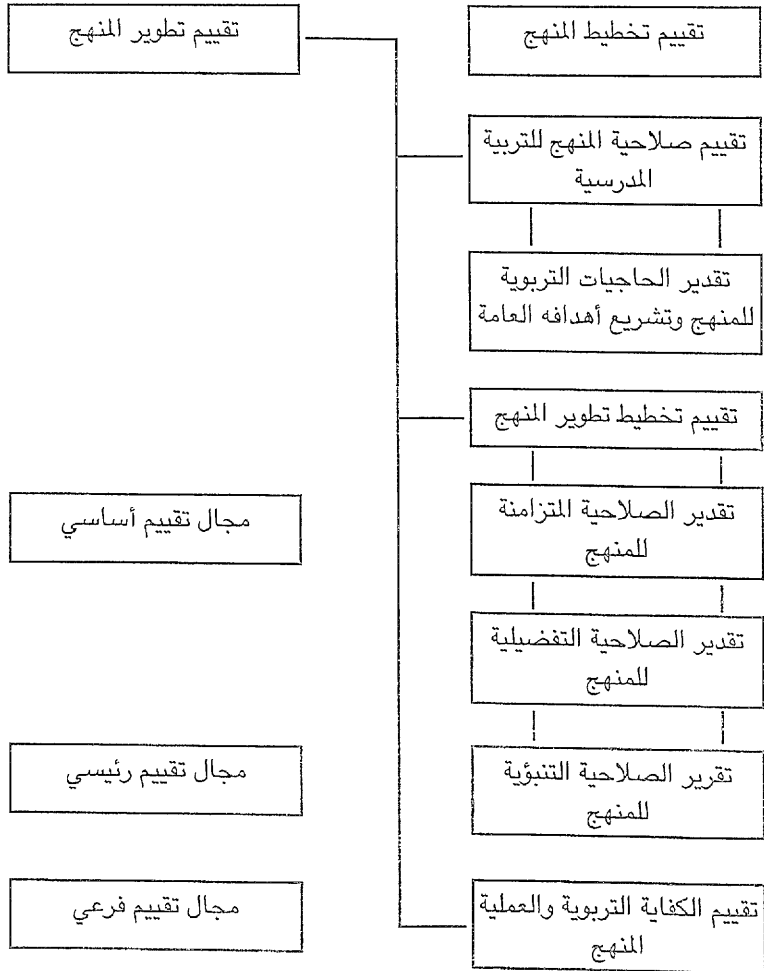 تقييم تخطيط المنهج
تقييم تطوير المنهج
تقييم صلاحية المنهج للتربية
المدرسية
تقدير الحاجيات التربوية
للمنهج وتشريع أهدافه العامة
تقييم تخطيط تطوير المنهج
تقدير الصلاحية المتزامنة
للمنهج
مجال تقييم أساسي
تقدير الصلاحية التفضيلية
للمنهج
تقرير الصلاحية التنبؤية
للمنهج
مجال تقييم رئيسي
تقييم الكفاية التربوية والعملية
المنهج
مجال تقييم فرعي